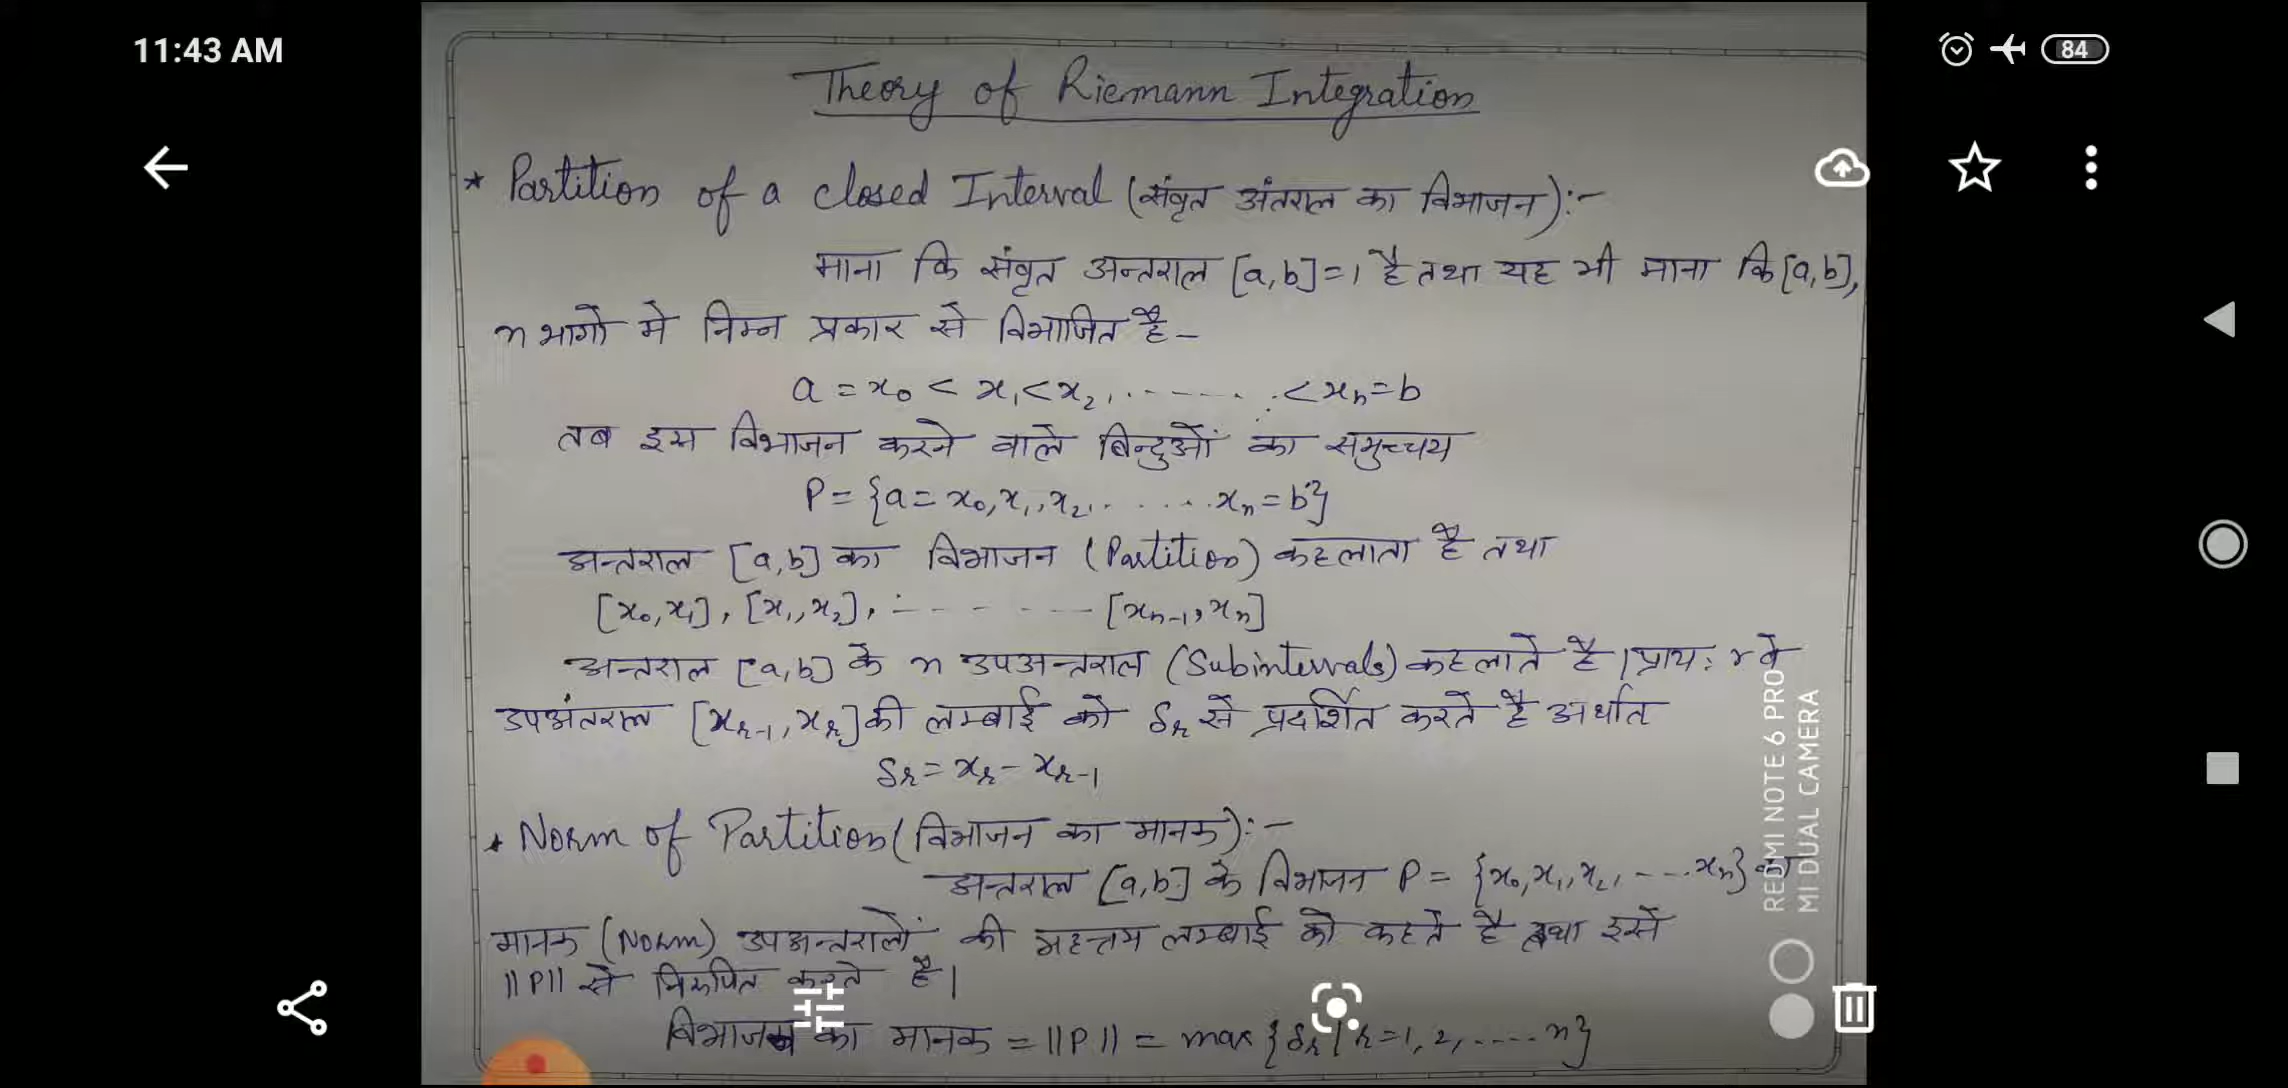 11:43 AM
84
Theory of Riemann Integration
* Partition of a closed Interval (संवृत अंतराल का विभाजन):-
माना कि संवृत अन्तराल [a,b]=1 है तथा यह भी माना कि [a,b],
n भागों मे निम्न प्रकार से विभाजित है-
a = x₀ < x₁ < x₂, ....... < xₙ = b
तब इस विभाजन करने वाले बिन्दुओं का समुच्चय
P = {a = x₀, x₁, x₂, ....... xₙ = b}
अन्तराल [a,b] का विभाजन (Partition) कहलाता है तथा
[x₀, x₁], [x₁, x₂], ------- [xₙ₋₁, xₙ]
अन्तराल [a,b] के n उपअन्तराल (Subintervals) कहलाते है। प्राय: r वे
उपअंतराल [xᵣ₋₁, xᵣ] की लम्बाई को δᵣ से प्रदर्शित करते है अर्थात
δᵣ = xᵣ - xᵣ₋₁
* Norm of Partition (विभाजन का मानक):-
अन्तराल [a,b] के विभाजन P = {x₀, x₁, x₂, ----- xₙ} का
मानक (Norm) उपअन्तरालों की महत्तम लम्बाई को कहते है तथा इसे
||P|| से निरुपित करते है।
विभाजन का मानक = ||P|| = max {δᵣ | r = 1, 2, ..... n}
REDMI NOTE 6 PRO
MI DUAL CAMERA